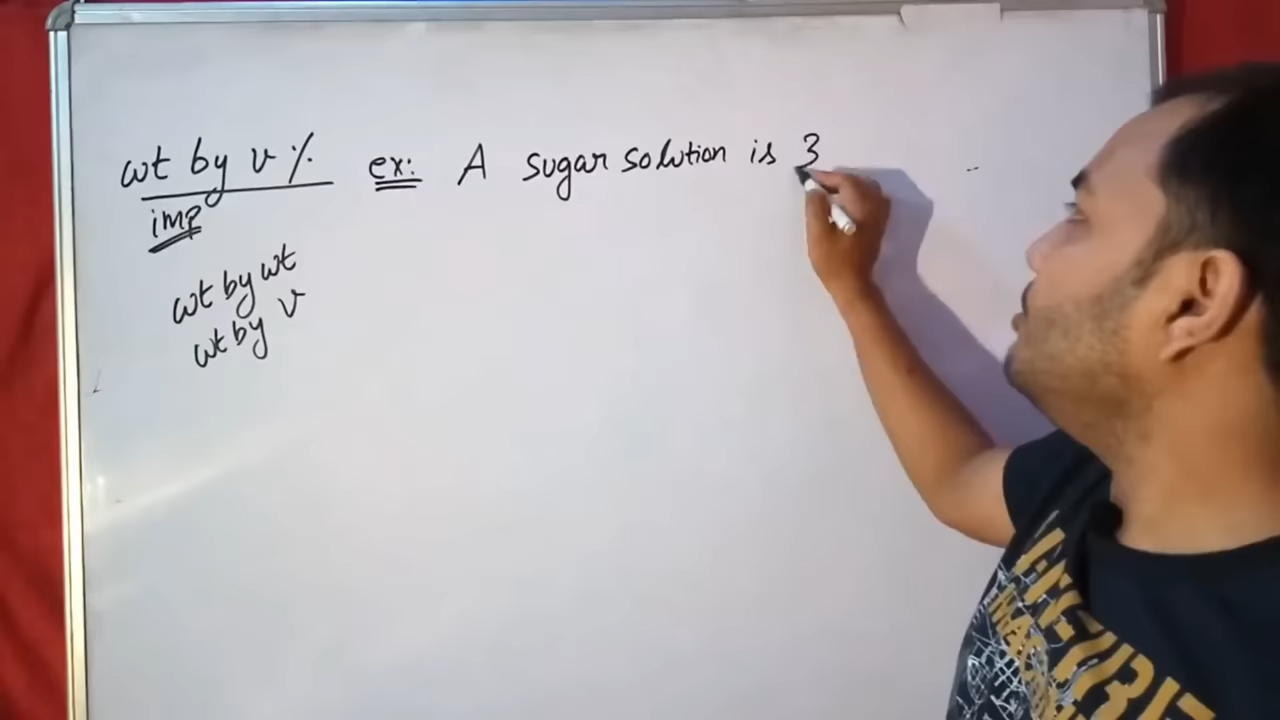 wt by v % ex: A sugar solution is 3
imp
wt by wt
wt by v